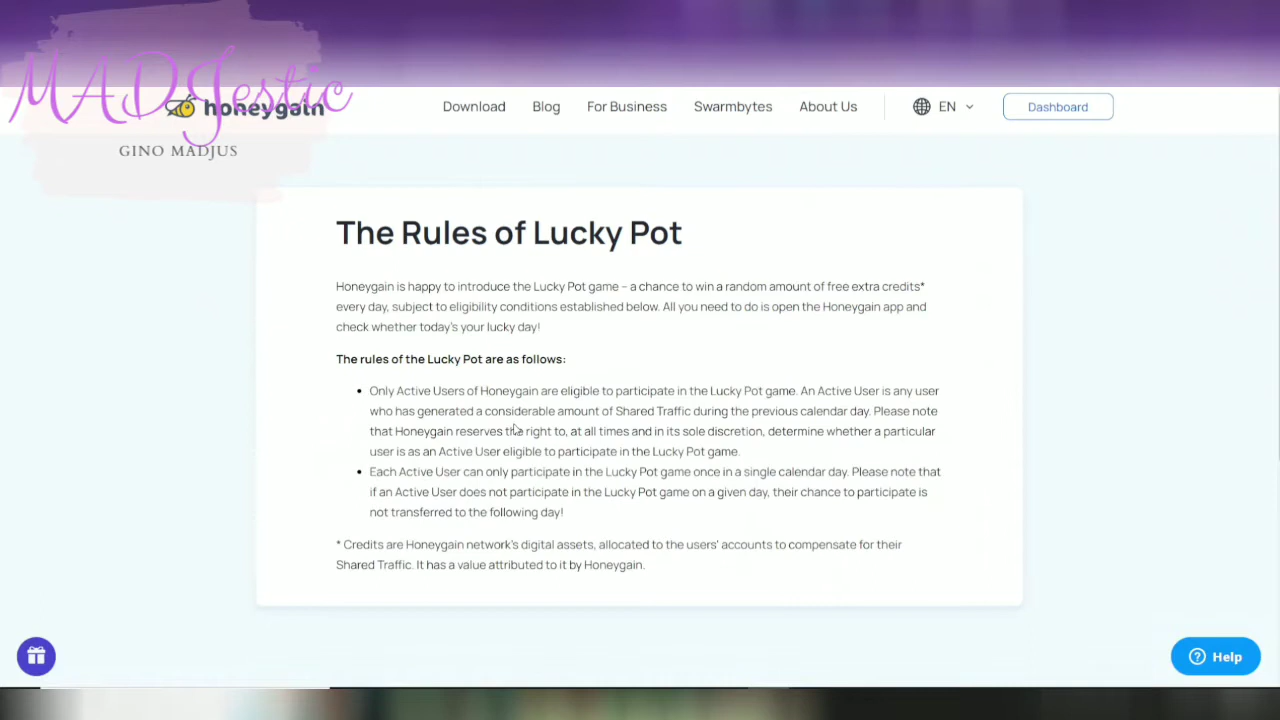 MADJestic
GINO MADJUS
honeygain
Download
Blog
For Business
Swarmbytes
About Us
EN
Dashboard
The Rules of Lucky Pot
Honeygain is happy to introduce the Lucky Pot game – a chance to win a random amount of free extra credits*
every day, subject to eligibility conditions established below. All you need to do is open the Honeygain app and
check whether today's your lucky day!
The rules of the Lucky Pot are as follows:
• Only Active Users of Honeygain are eligible to participate in the Lucky Pot game. An Active User is any user
who has generated a considerable amount of Shared Traffic during the previous calendar day. Please note
that Honeygain reserves the right to, at all times and in its sole discretion, determine whether a particular
user is as an Active User eligible to participate in the Lucky Pot game.
• Each Active User can only participate in the Lucky Pot game once in a single calendar day. Please note that
if an Active User does not participate in the Lucky Pot game on a given day, their chance to participate is
not transferred to the following day!
* Credits are Honeygain network's digital assets, allocated to the users' accounts to compensate for their
Shared Traffic. It has a value attributed to it by Honeygain.
Help